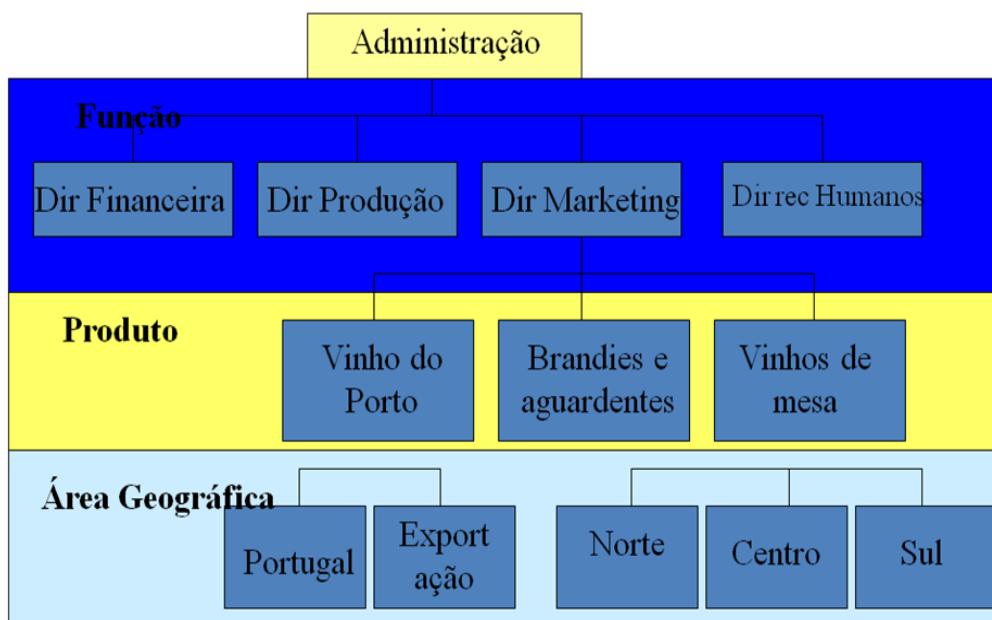 Administração
Função
Dir Financeira
Dir Produção
Dir Marketing
Dir rec Humanos
Produto
Vinho do
Porto
Brandies e
aguardentes
Vinhos de
mesa
Área Geográfica
Portugal
Export
ação
Norte
Centro
Sul